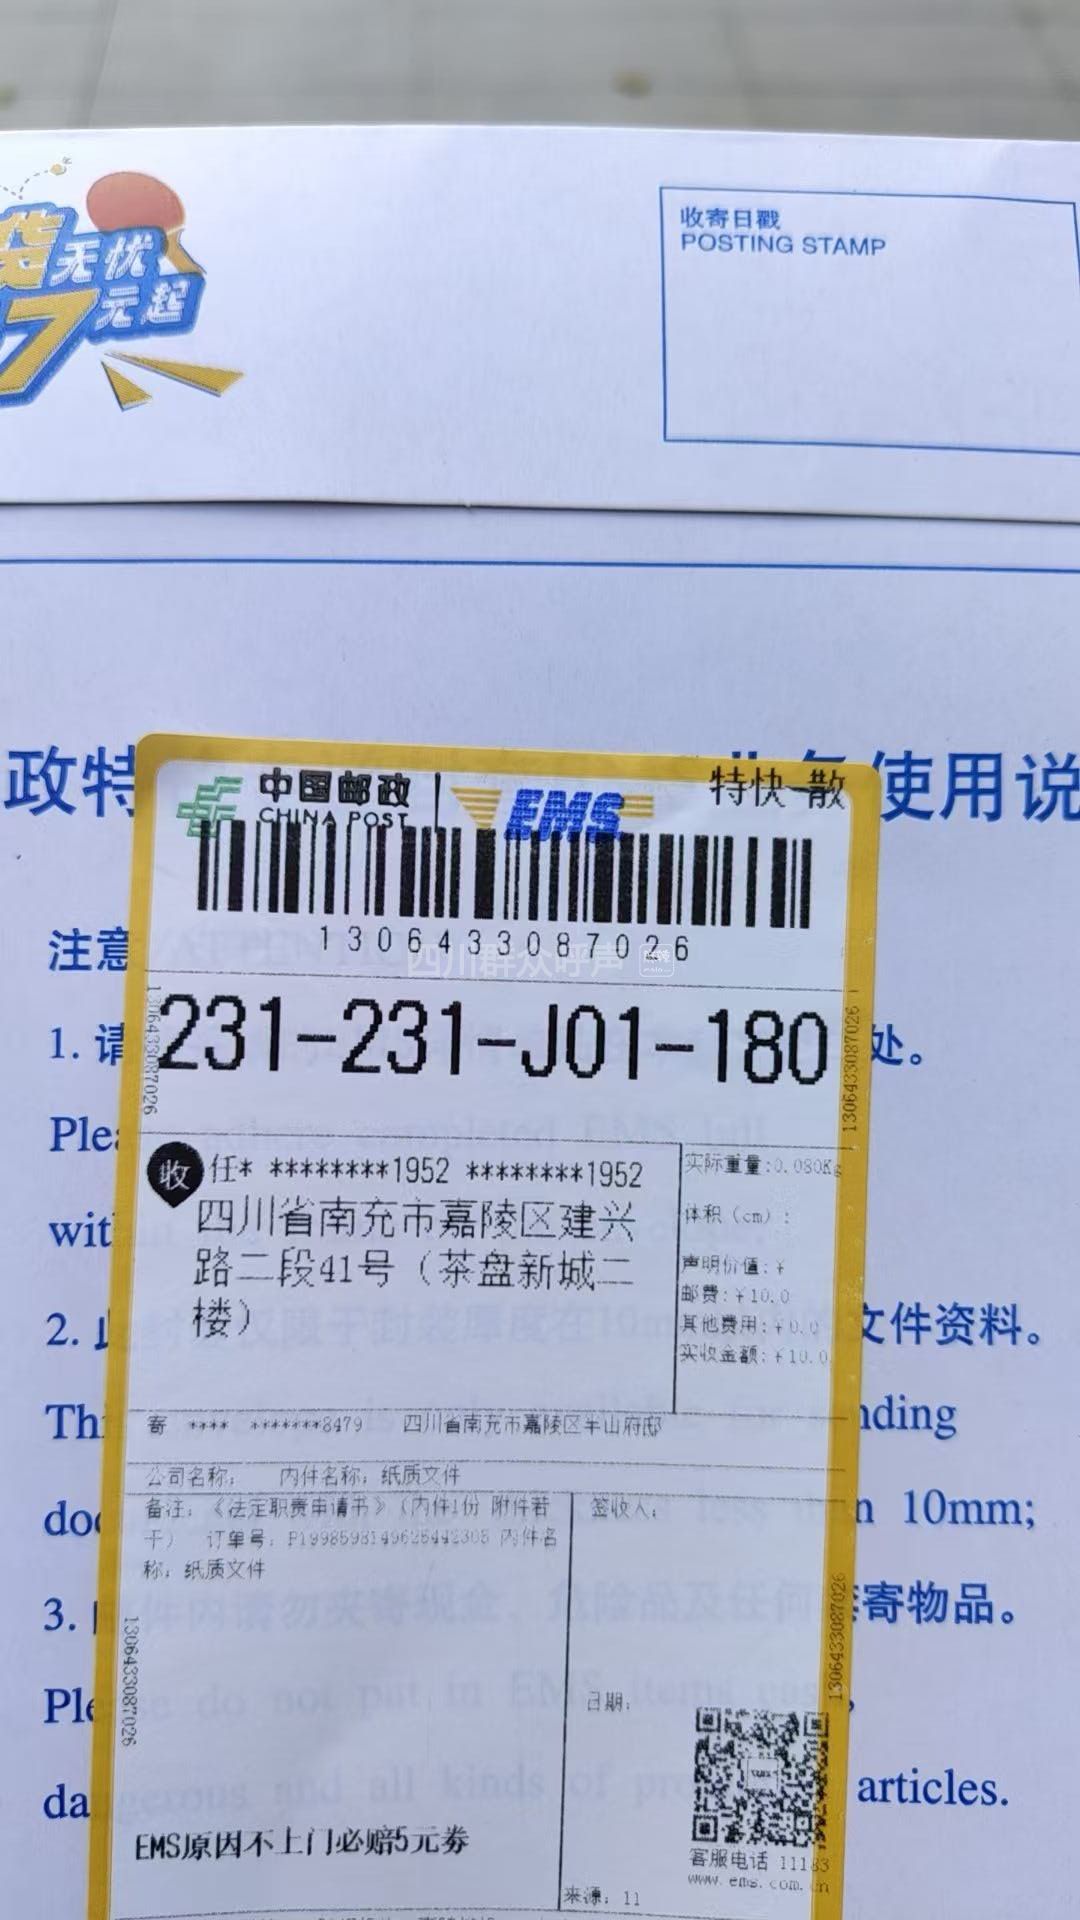 袋无忧
7元起
收寄日戳
POSTING STAMP
政特
使用说
中国邮政
CHINA POST
EMS
特快 散
1306433087026
四川群众呼声
注意
231-231-J01-180
1306433087026
1306433087026
1. 请
处。
Plea
收 任* ********1952 ********1952
四川省南充市嘉陵区建兴
路二段41号（茶盘新城二
楼）
实际重量:0.080Kg
体积（cm）:
声明价值:¥
邮费:¥10.0
其他费用:¥0.0
实收金额:¥10.0
wit
2.
文件资料。
Thi
nding
寄 **** *******8479 四川省南充市嘉陵区半山府邸
公司名称: 内件名称: 纸质文件
备注: 《法定职责申请书》（内件1份 附件若
干） 订单号: 内件名
称: 纸质文件
签收人:
doc
n 10mm;
3.
寄物品。
1306433087026
1306433087026
Ple
日期:
da
articles.
EMS原因不上门必赔5元券
客服电话 11183
www.ems.com.cn
来源: 11